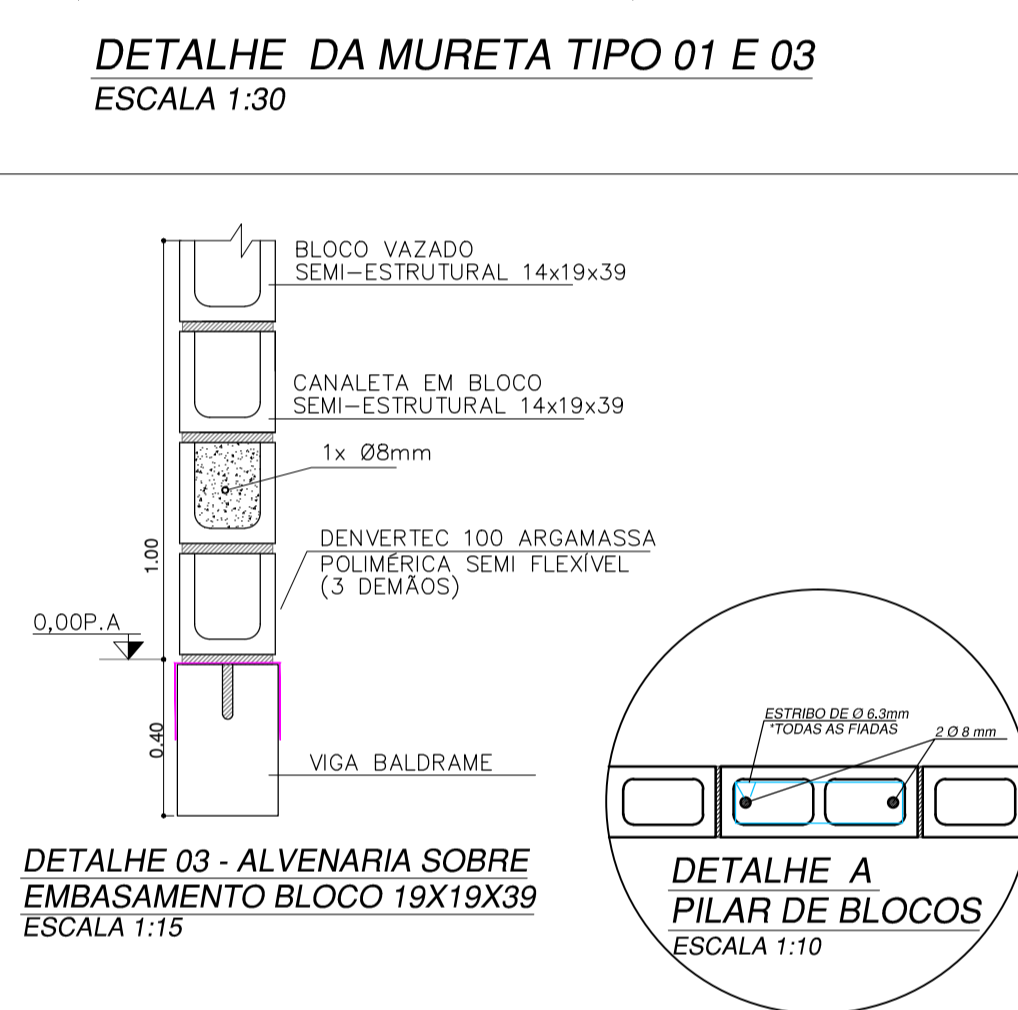 DETALHE DA MURETA TIPO 01 E 03
ESCALA 1:30
BLOCO VAZADO
SEMI-ESTRUTURAL 14x19x39
CANALETA EM BLOCO
SEMI-ESTRUTURAL 14x19x39
1x Ø8mm
DENVERTEC 100 ARGAMASSA
POLIMÉRICA SEMI FLEXÍVEL
(3 DEMÃOS)
1.00
0,00P.A
0.40
VIGA BALDRAME
DETALHE 03 - ALVENARIA SOBRE
EMBASAMENTO BLOCO 19X19X39
ESCALA 1:15
ESTRIBO DE Ø 6.3mm
*TODAS AS FIADAS
2 Ø 8 mm
DETALHE A
PILAR DE BLOCOS
ESCALA 1:10